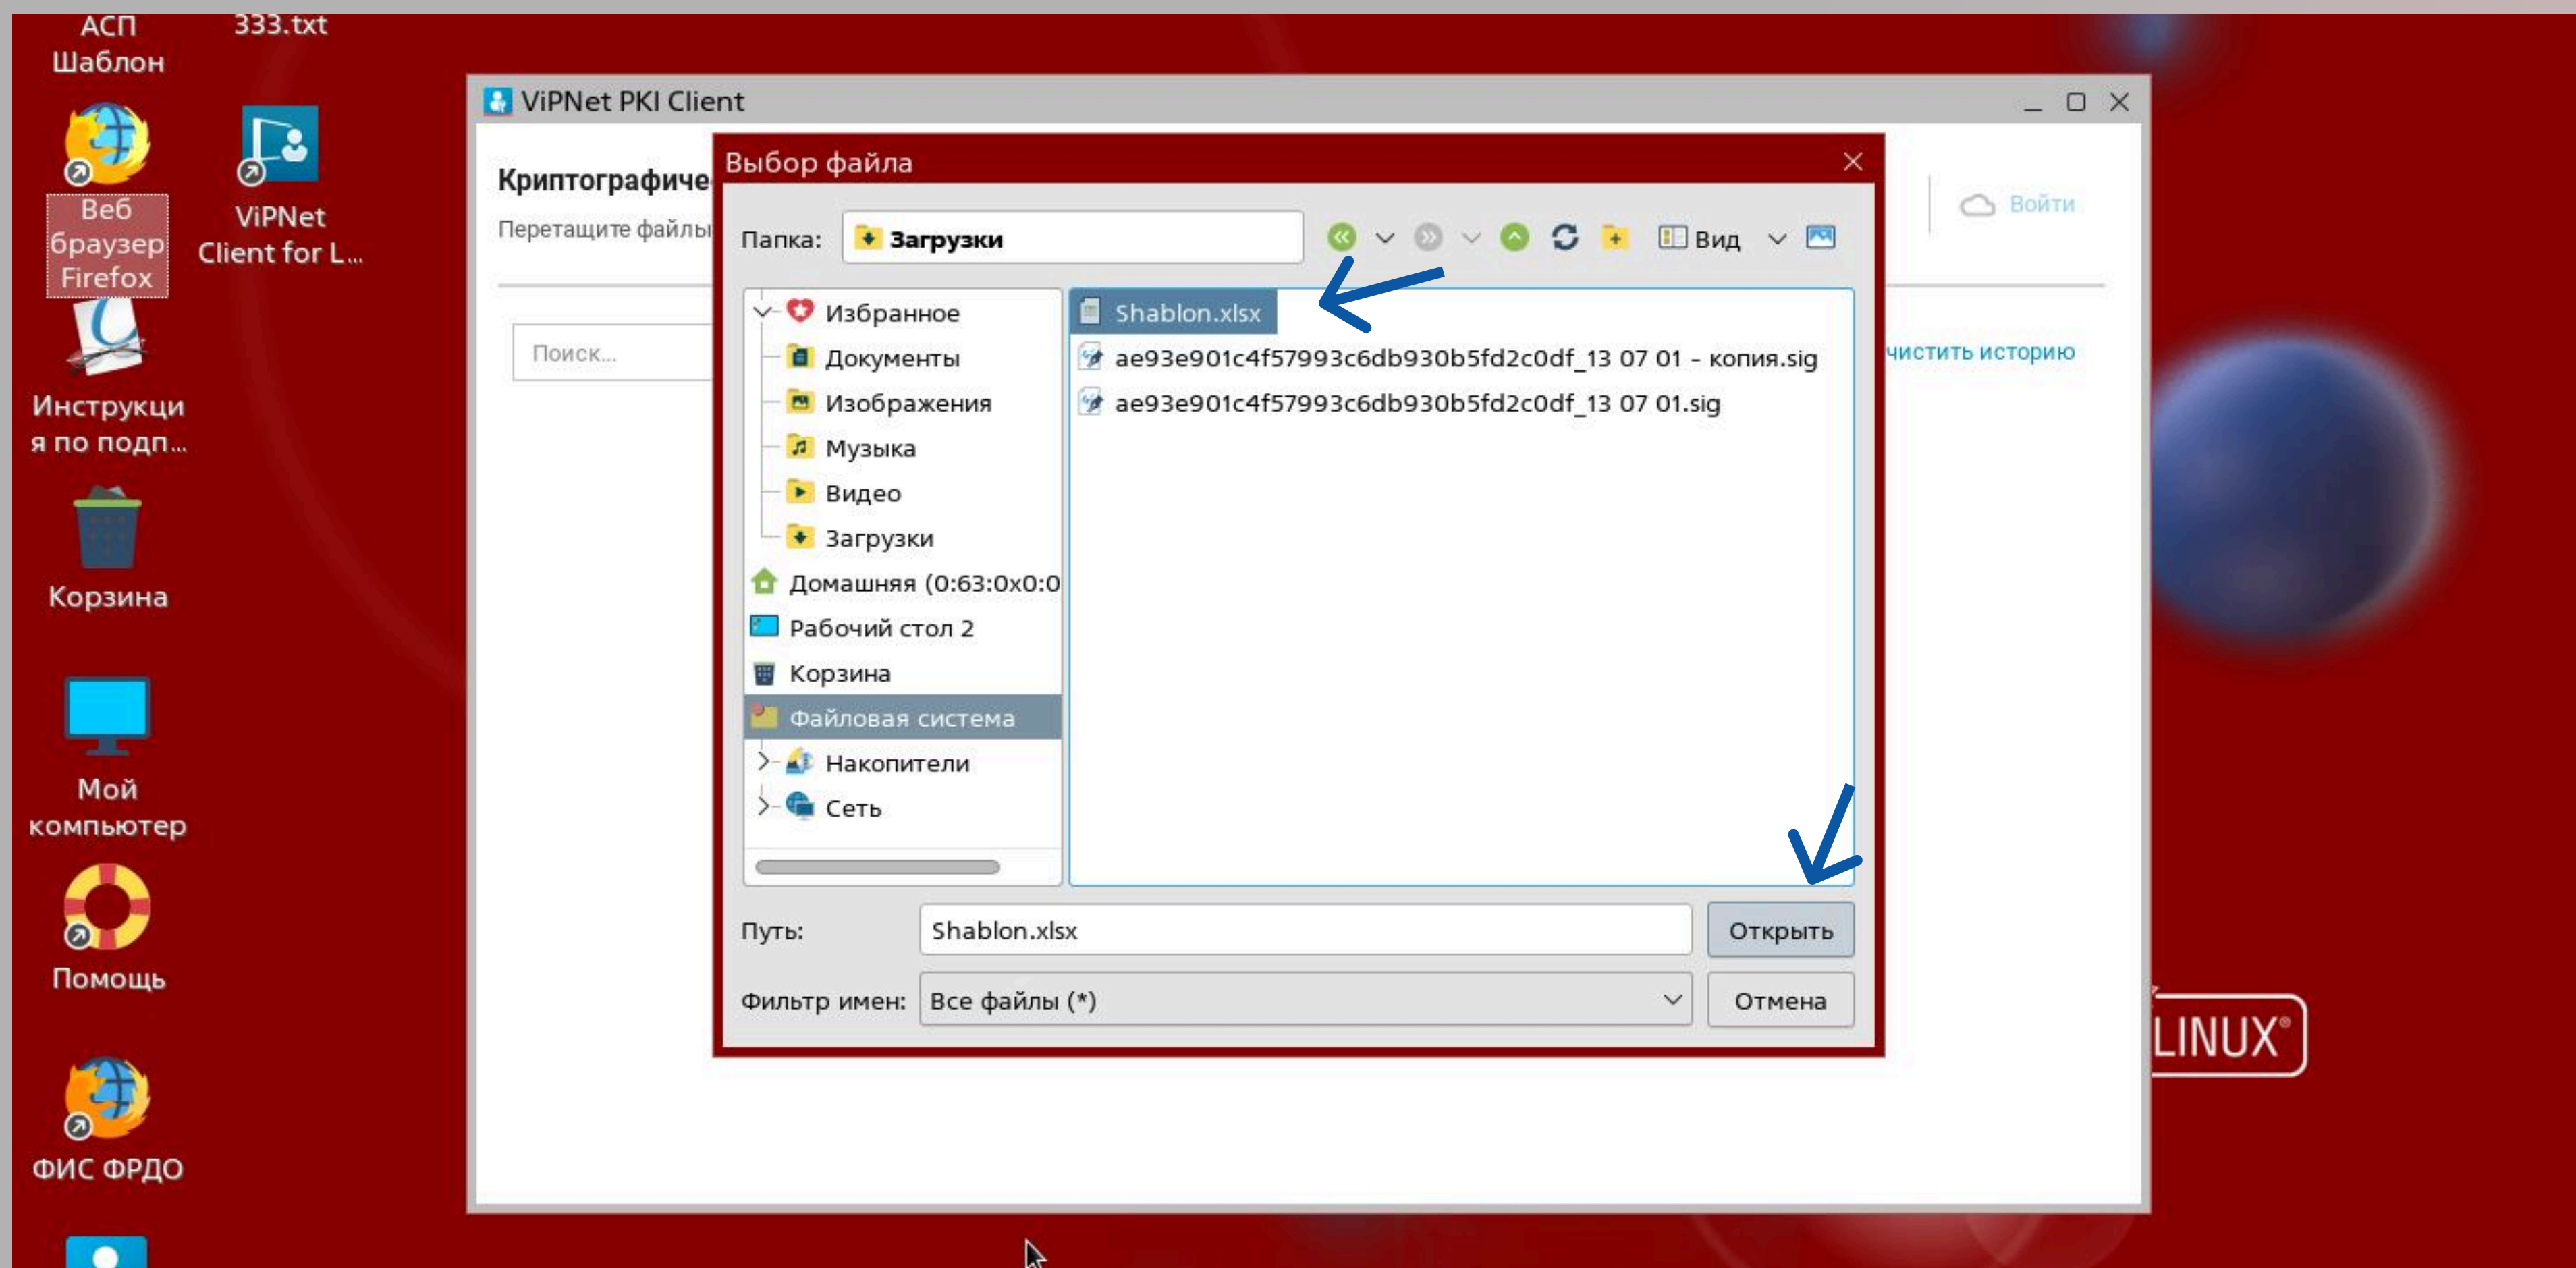 АСП
Шаблон
333.txt
Веб
браузер
Firefox
ViPNet
Client for L...
Инструкци
я по подп...
Корзина
Мой
компьютер
Помощь
ФИС ФРДО
ViPNet PKI Client
Криптографиче
Перетащите файлы
Войти
Поиск...
чистить историю
Выбор файла
Папка: Загрузки
Вид
Избранное
Документы
Изображения
Музыка
Видео
Загрузки
Домашняя (0:63:0x0:0
Рабочий стол 2
Корзина
Файловая система
Накопители
Сеть
Shablon.xlsx
ae93e901c4f57993c6db930b5fd2c0df_13 07 01 – копия.sig
ae93e901c4f57993c6db930b5fd2c0df_13 07 01.sig
Путь: Shablon.xlsx Открыть
Фильтр имен: Все файлы (*) Отмена
LINUX®